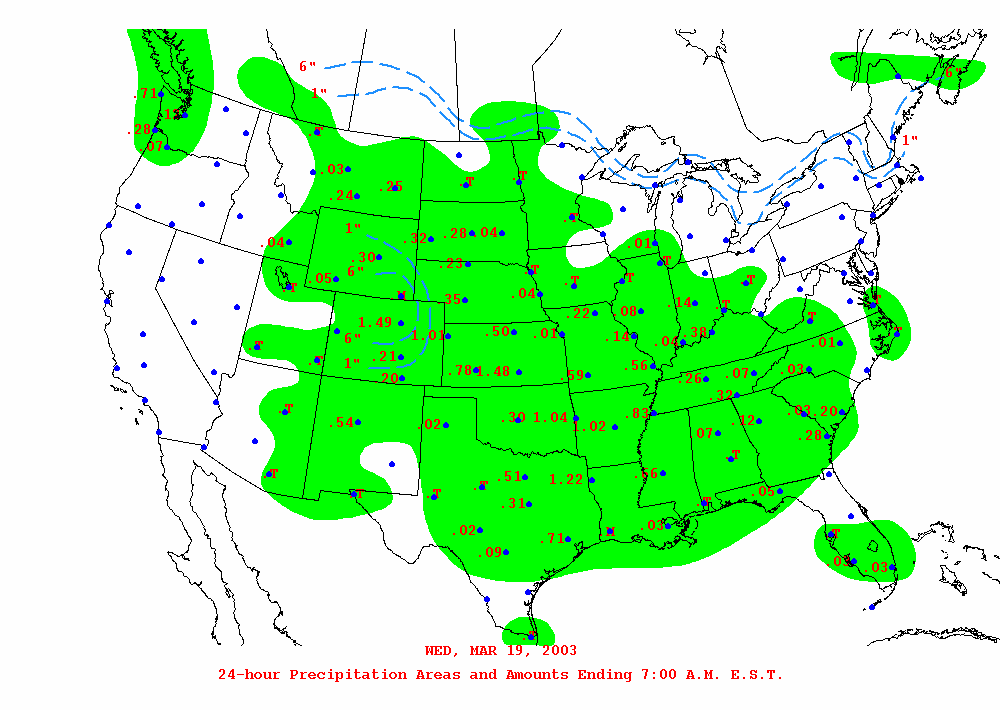 6"
1"
6"
.71
.28
.07
.T
1"
.03
.24
.25
.T
.T
.T
1"
.04
.32
.28
.04
.01
.30
6"
.05
.T
.23
.T
.T
.T
.T
.T
M
.35
.04
.22
.08
.14
.T
.T
1.49
6"
1.01
.50
.01
.14
.04
.38
.01
.T
.T
.T
1"
.21
.20
.78
1.48
.59
.56
.26
.07
.03
.32
.T
.54
.02
.30
1.04
1.02
.83
.07
.12
.03
.20
.28
.T
.T
.T
.T
.51
.31
1.22
.56
.T
.T
.05
.02
.09
.71
M
.03
.T
.03
.T
WED, MAR 19, 2003
24-hour Precipitation Areas and Amounts Ending 7:00 A.M. E.S.T.